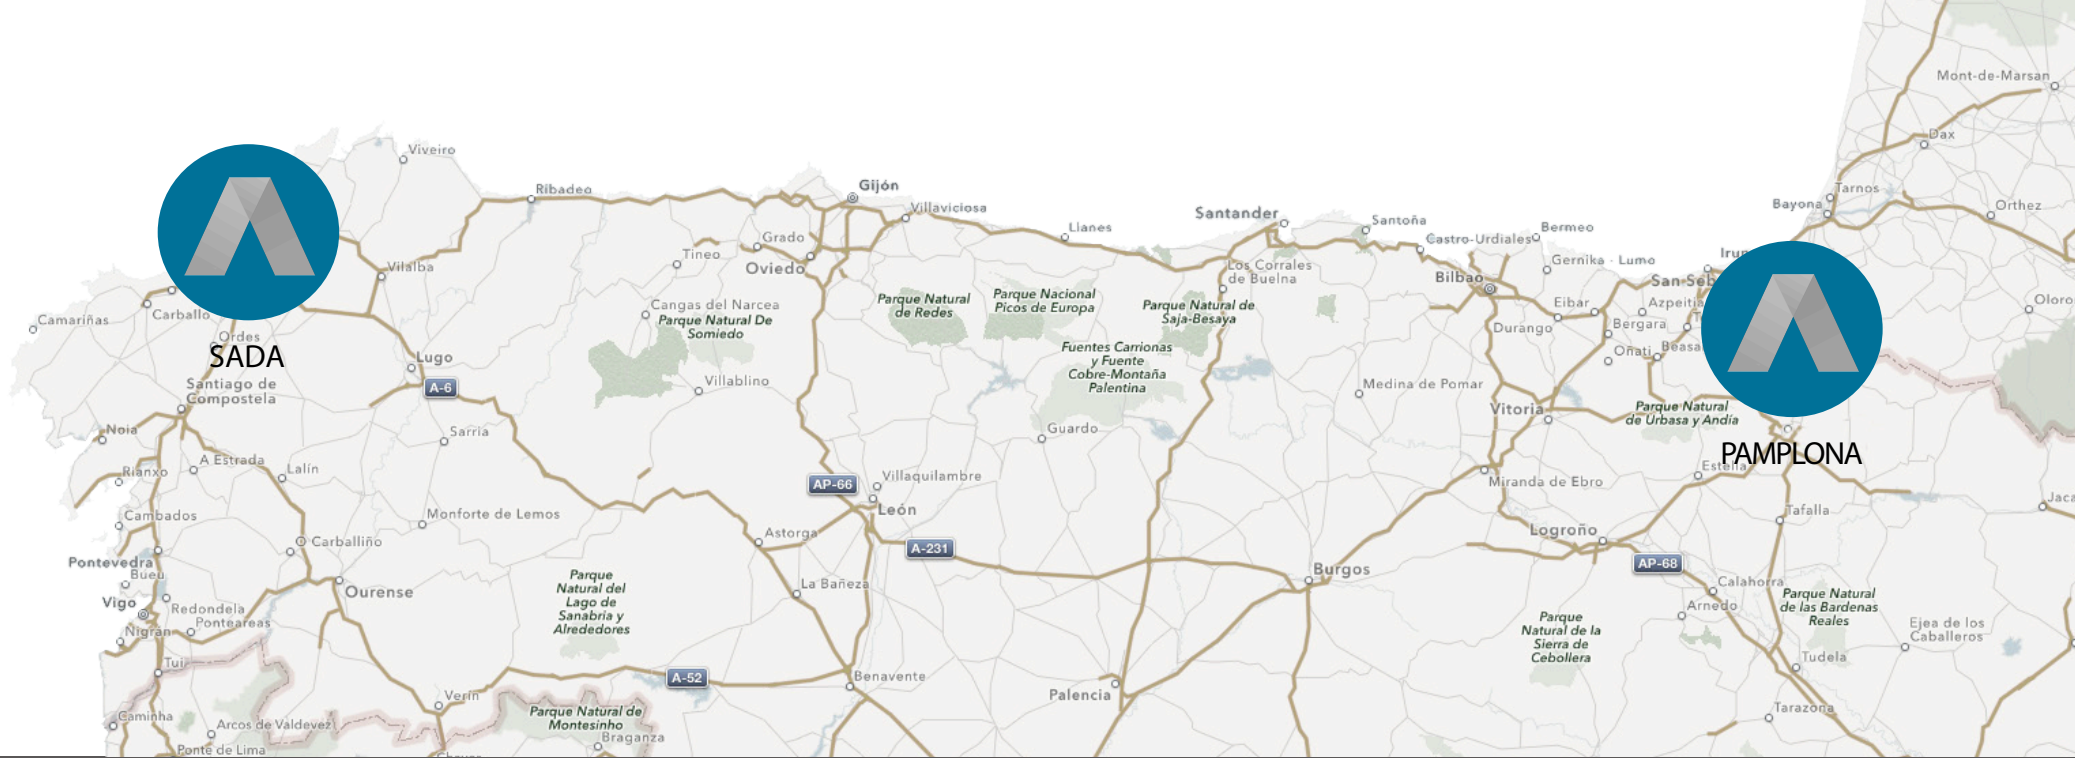 Mont-de-Marsan
Dax
Viveiro
Ribadeo
Gijón
Tarnos
Villaviciosa
Santander
Santoña
Bayona
Orthez
Llanes
Castro-Urdiales
Bermeo
Grado
Tineo
Oviedo
Vilalba
Los Corrales
de Buelna
Bilbao
Gernika - Lumo
Irun
San Seb
Camariñas
Carballo
Cangas del Narcea
Parque Natural De
Somiedo
Parque Natural
de Redes
Parque Nacional
Picos de Europa
Parque Natural de
Saja-Besaya
Eibar
Azpeitia
Durango
Bergara
Oloro
Ordes
SADA
Lugo
Fuentes Carrionas
y Fuente
Cobre-Montaña
Palentina
Oñati
Beasa
Santiago de
Compostela
A-6
Villablino
Medina de Pomar
Vitoria
Parque Natural
de Urbasa y Andia
Noia
Sarria
Guardo
PAMPLONA
Rianxo
A Estrada
Lalín
AP-66
Villaquilambre
Estella
Miranda de Ebro
Jaca
Cambados
Monforte de Lemos
León
Tafalla
Astorga
Logroño
Carballiño
A-231
Pontevedra
Bueu
AP-68
Burgos
Parque
Natural del
Lago de
Sanabria y
Alrededores
La Bañeza
Calahorra
Ourense
Vigo
Redondela
Ponteareas
Nigrán
Arnedo
Parque Natural
de las Bardenas
Reales
Parque
Natural de la
Sierra de
Cebollera
Ejea de los
Caballeros
Tui
Tudela
A-52
Benavente
Palencia
Verín
Caminha
Arcos de Valdevez
Parque Natural de
Montesinho
Tarazona
Braganza
Ponte de Lima